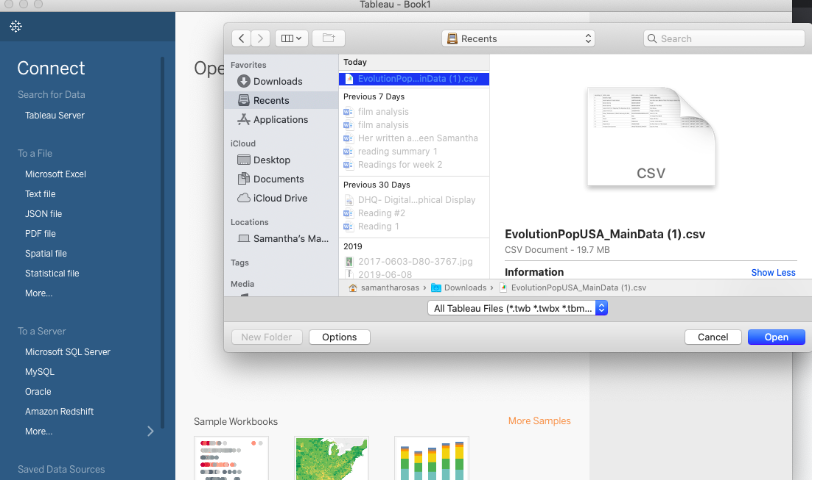 Tableau - Book1
Connect
Search for Data
Tableau Server
To a File
Microsoft Excel
Text file
JSON file
PDF file
Spatial file
Statistical file
More...
To a Server
Microsoft SQL Server
MySQL
Oracle
Amazon Redshift
More...
Saved Data Sources
Ope
Recents
Search
Favorites
Downloads
Recents
Applications
iCloud
Desktop
Documents
iCloud Drive
Locations
Samantha's Ma...
Tags
Media
Today
EvolutionPop...inData (1).csv
Previous 7 Days
film analysis
film analysis
Her written a...een Samantha
reading summary 1
Readings for week 2
Previous 30 Days
DHQ- Digital...phical Display
Reading #2
Reading 1
2019
2017-0603-D80-3767.jpg
2019-06-08
CSV
EvolutionPopUSA_MainData (1).csv
CSV Document - 19.7 MB
Information
Show Less
samantharosas
Downloads
EvolutionPopUSA_MainData (1).csv
All Tableau Files (*.twb *.twbx *.tbm...
New Folder
Options
Cancel
Open
Sample Workbooks
More Samples